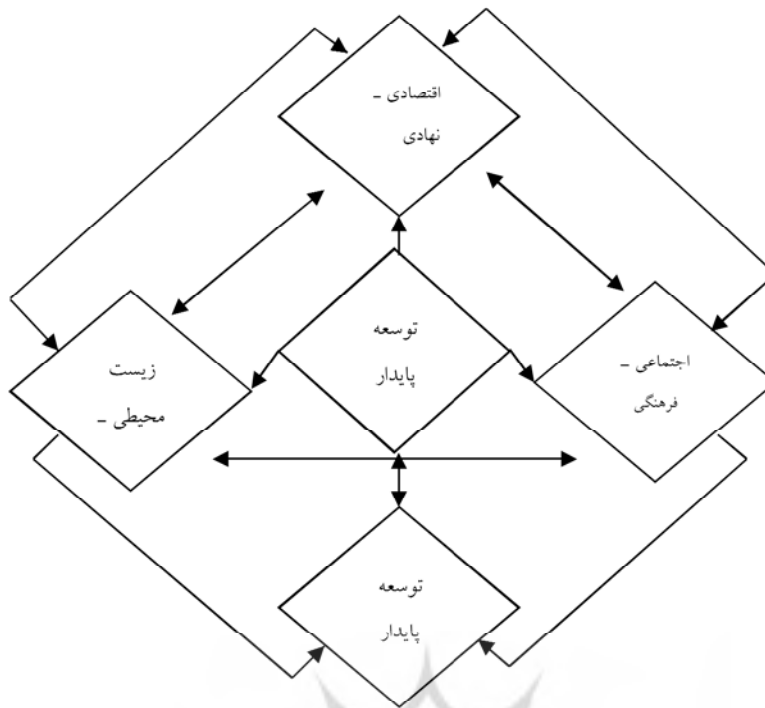 اقتصادی –
نهادی
توسعه
پایدار
زیست
محیطی –
اجتماعی –
فرهنگی
توسعه
پایدار